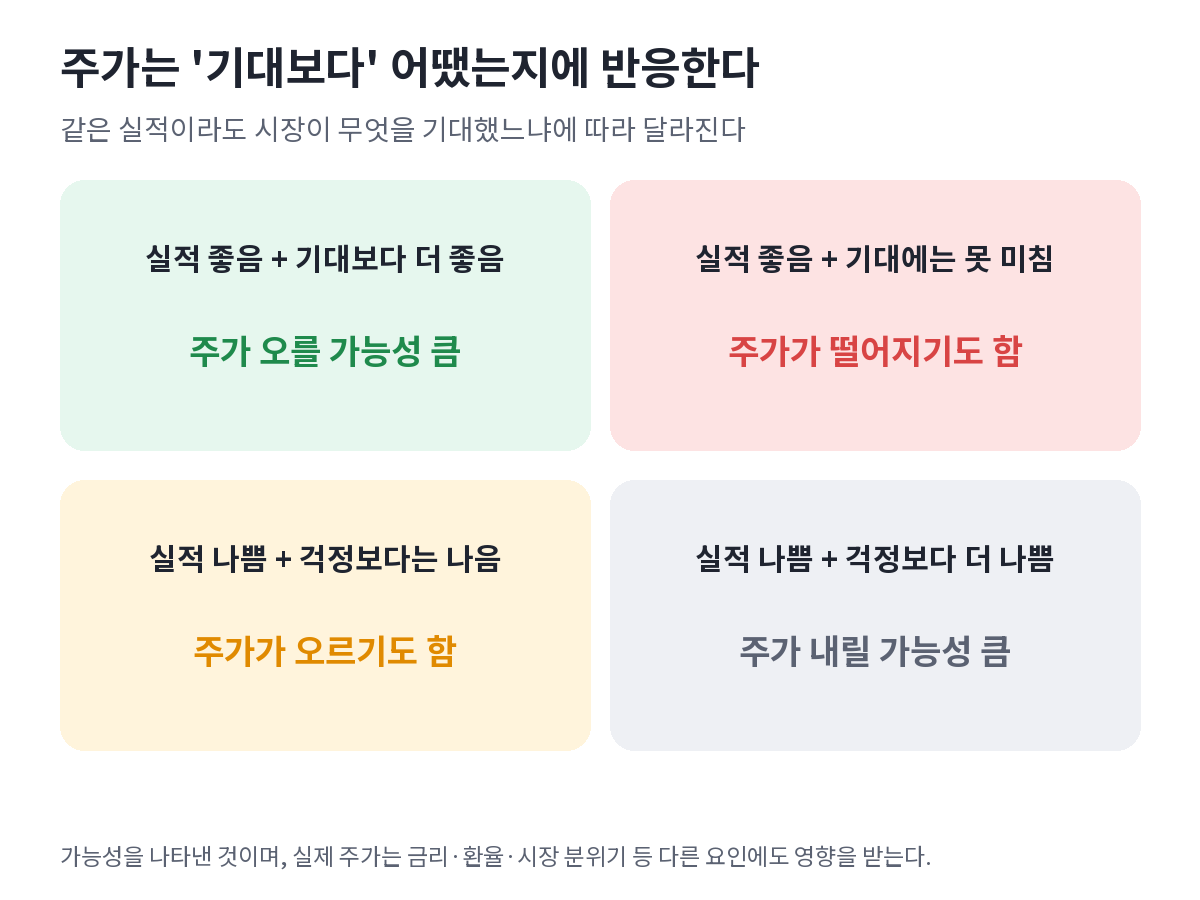 주가는 '기대보다' 어땠는지에 반응한다
같은 실적이라도 시장이 무엇을 기대했느냐에 따라 달라진다
실적 좋음 + 기대보다 더 좋음
주가 오를 가능성 큼
실적 좋음 + 기대에는 못 미침
주가가 떨어지기도 함
실적 나쁨 + 걱정보다는 나음
주가가 오르기도 함
실적 나쁨 + 걱정보다 더 나쁨
주가 내릴 가능성 큼
가능성을 나타낸 것이며, 실제 주가는 금리·환율·시장 분위기 등 다른 요인에도 영향을 받는다.